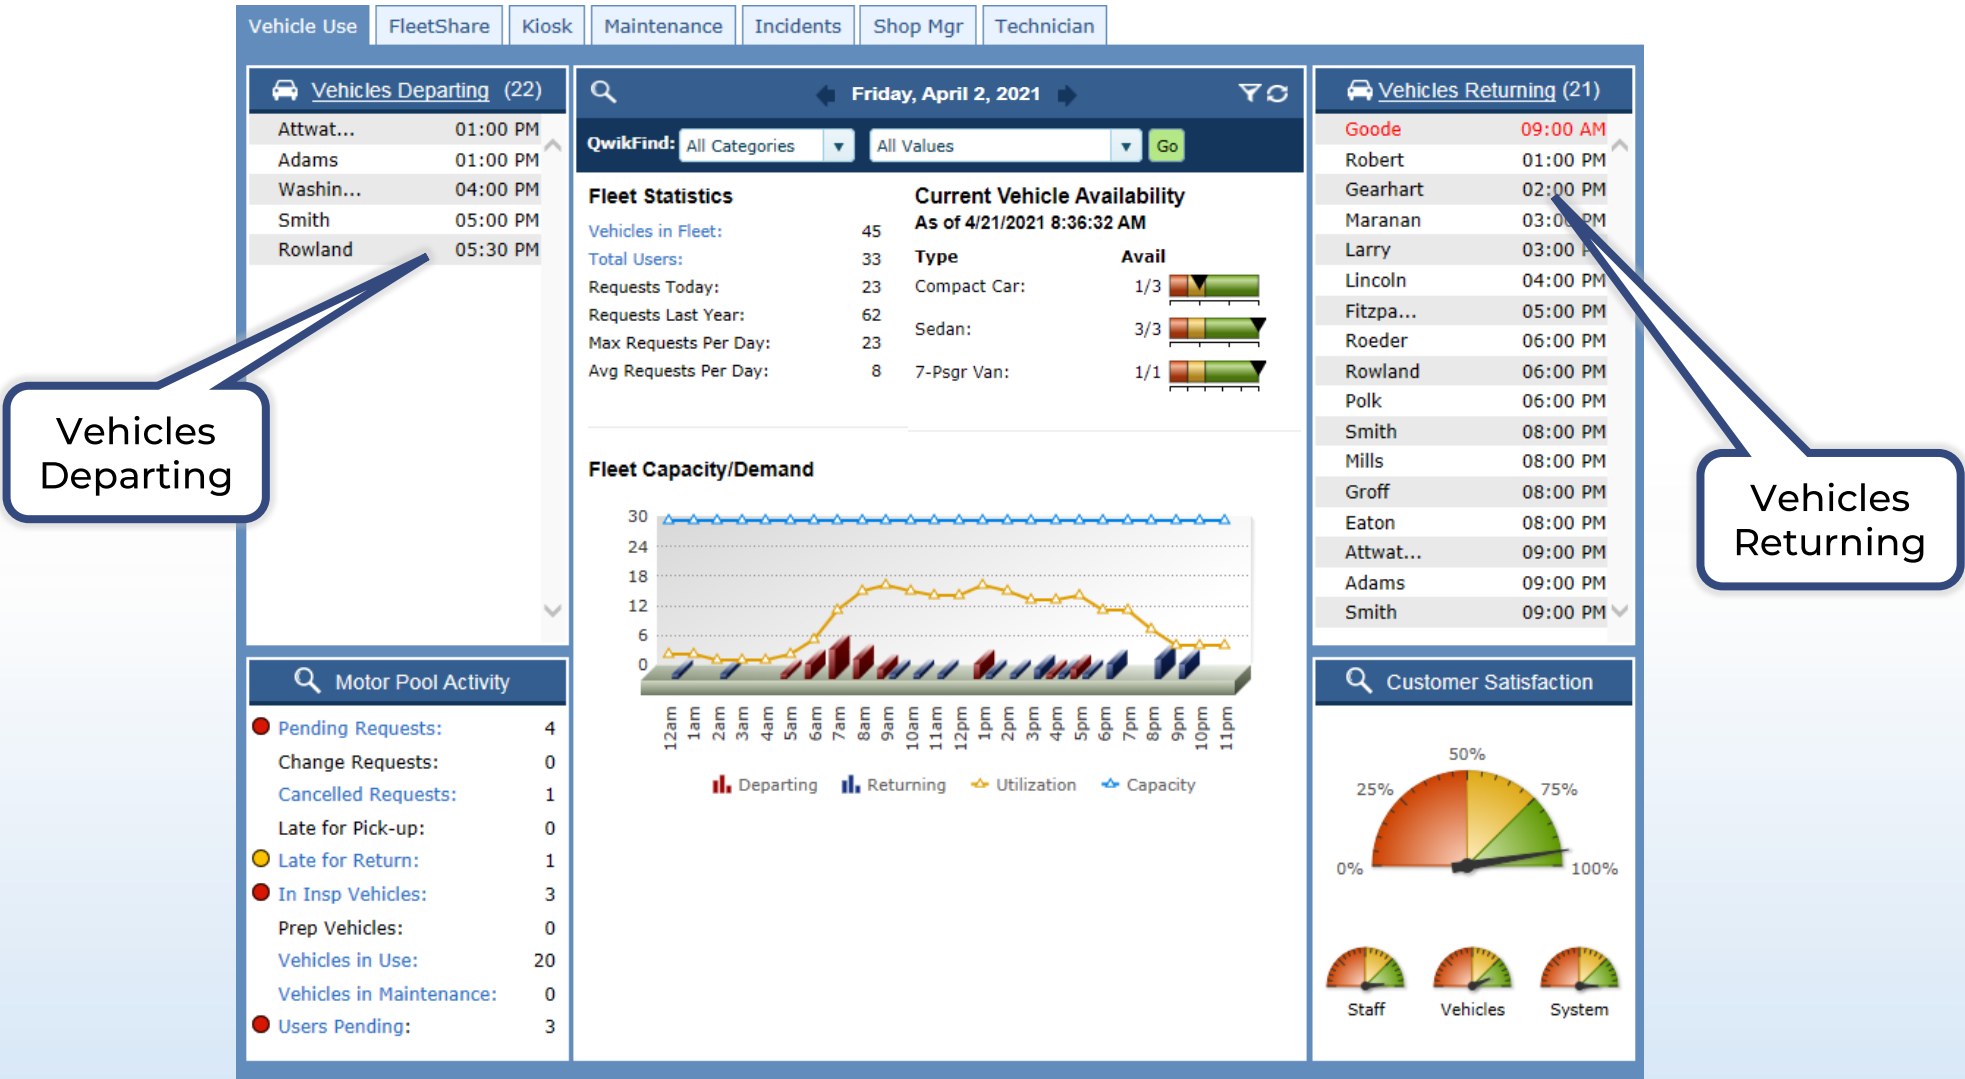 Vehicle Use
FleetShare
Kiosk
Maintenance
Incidents
Shop Mgr
Technician
Vehicles Departing (22)
Attwat... 01:00 PM
Adams 01:00 PM
Washin... 04:00 PM
Smith 05:00 PM
Rowland 05:30 PM
Vehicles
Departing
Motor Pool Activity
Pending Requests: 4
Change Requests: 0
Cancelled Requests: 1
Late for Pick-up: 0
Late for Return: 1
In Insp Vehicles: 3
Prep Vehicles: 0
Vehicles in Use: 20
Vehicles in Maintenance: 0
Users Pending: 3
Friday, April 2, 2021
QwikFind: All Categories All Values Go
Fleet Statistics
Vehicles in Fleet: 45
Total Users: 33
Requests Today: 23
Requests Last Year: 62
Max Requests Per Day: 23
Avg Requests Per Day: 8
Current Vehicle Availability
As of 4/21/2021 8:36:32 AM
Type Avail
Compact Car: 1/3
Sedan: 3/3
7-Psgr Van: 1/1
Fleet Capacity/Demand
30
24
18
12
6
0
12am
1am
2am
3am
4am
5am
6am
7am
8am
9am
10am
11am
12pm
1pm
2pm
3pm
4pm
5pm
6pm
7pm
8pm
9pm
10pm
11pm
Departing Returning Utilization Capacity
Vehicles Returning (21)
Goode 09:00 AM
Robert 01:00 PM
Gearhart 02:00 PM
Maranan 03:00 PM
Larry 03:00 P
Lincoln 04:00 PM
Fitzpa... 05:00 PM
Roeder 06:00 PM
Rowland 06:00 PM
Polk 06:00 PM
Smith 08:00 PM
Mills 08:00 PM
Groff 08:00 PM
Eaton 08:00 PM
Attwat... 09:00 PM
Adams 09:00 PM
Smith 09:00 PM
Vehicles
Returning
Customer Satisfaction
50%
25% 75%
0% 100%
Staff Vehicles System